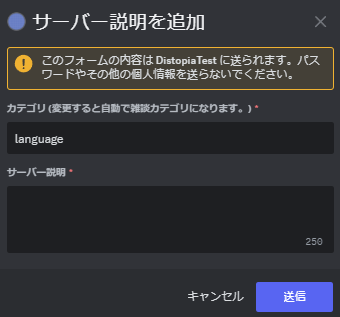 サーバー説明を追加
このフォームの内容は DistopiaTest に送られます。パス
ワードやその他の個人情報を送らないでください。
カテゴリ (変更すると自動で雑談カテゴリになります。) *
language
サーバー説明 *
250
キャンセル
送信